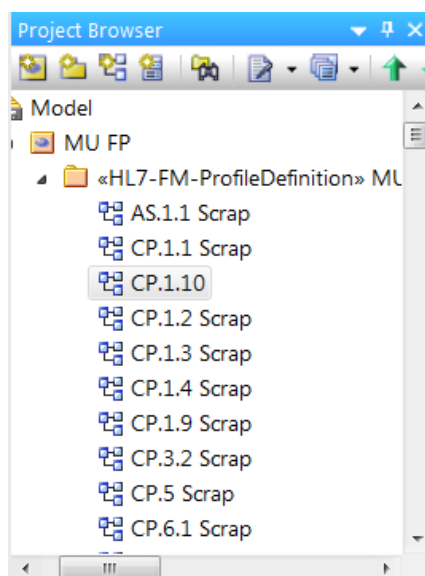 Project Browser
Model
MU FP
«HL7-FM-ProfileDefinition» MU
AS.1.1 Scrap
CP.1.1 Scrap
CP.1.10
CP.1.2 Scrap
CP.1.3 Scrap
CP.1.4 Scrap
CP.1.9 Scrap
CP.3.2 Scrap
CP.5 Scrap
CP.6.1 Scrap